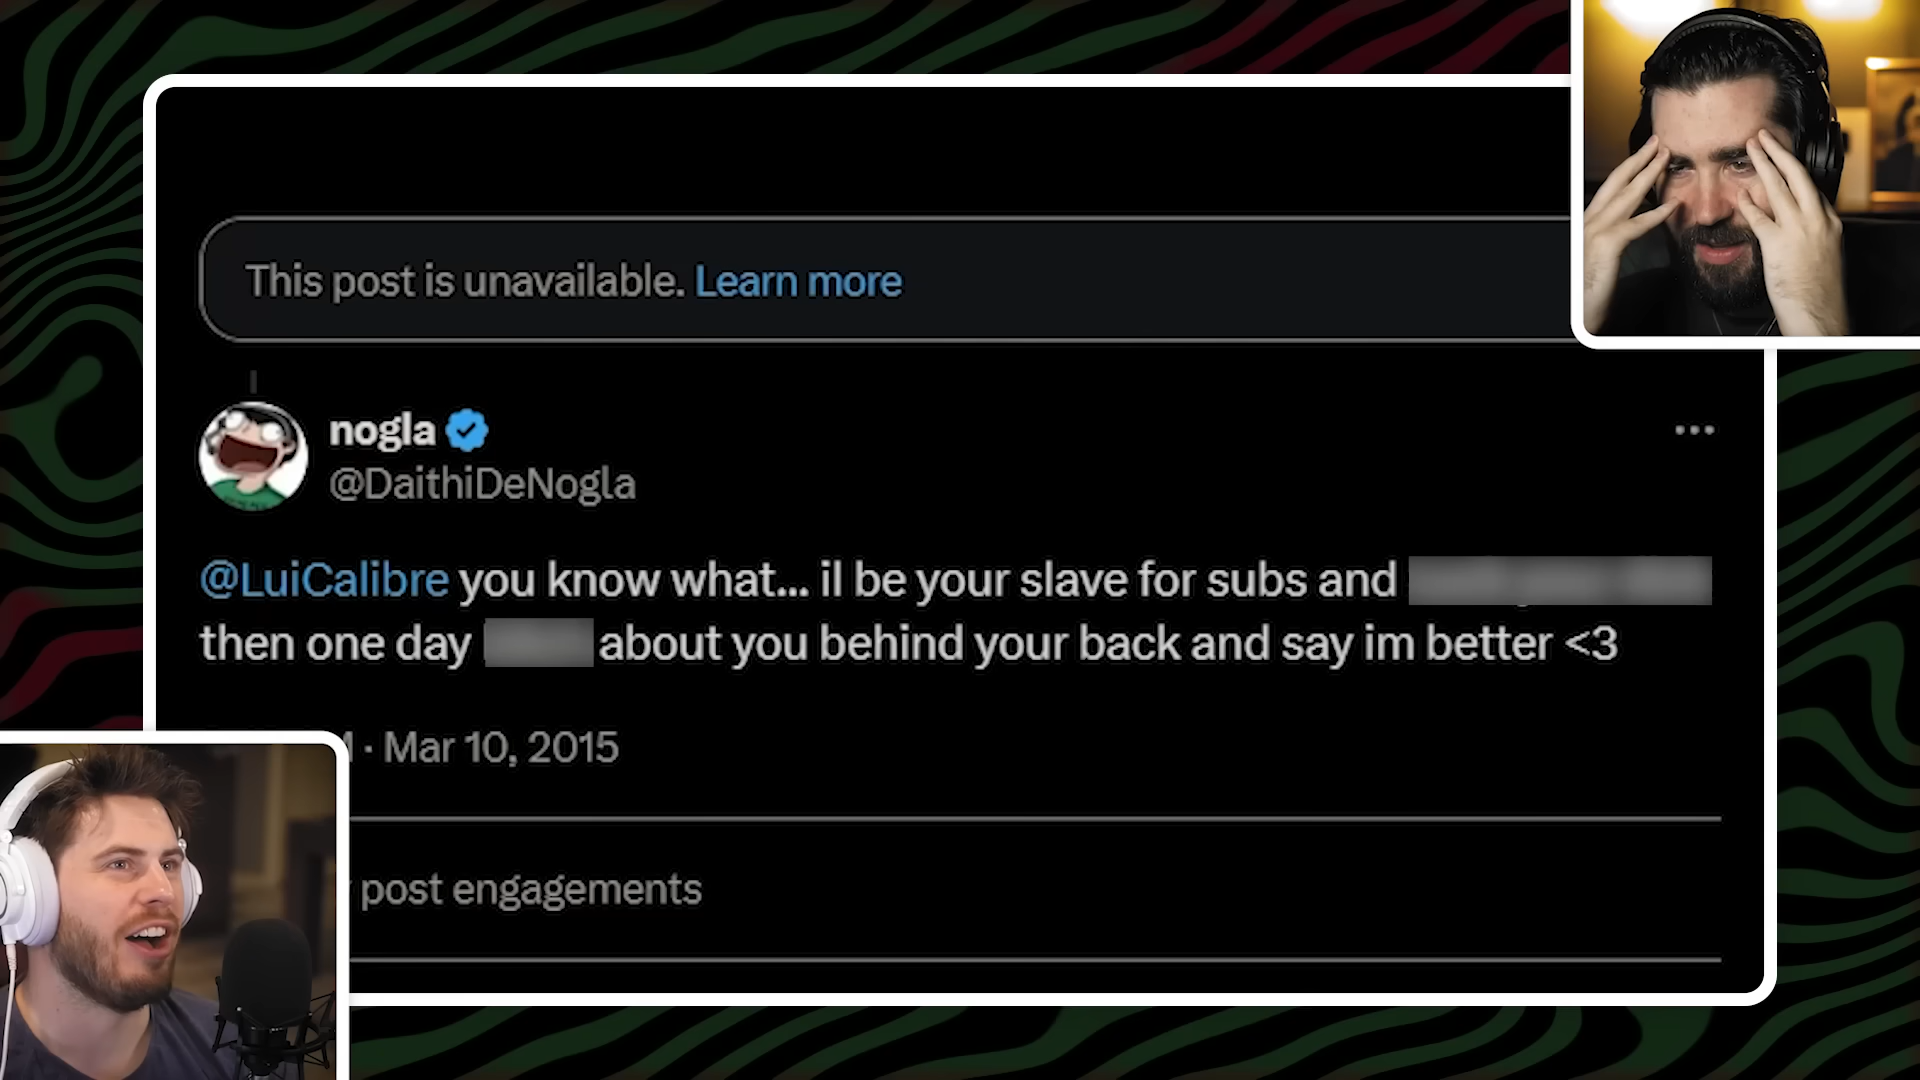 This post is unavailable. Learn more
nogla
@DaithiDeNogla
@LuiCalibre you know what... il be your slave for subs and
then one day about you behind your back and say im better <3
· Mar 10, 2015
post engagements